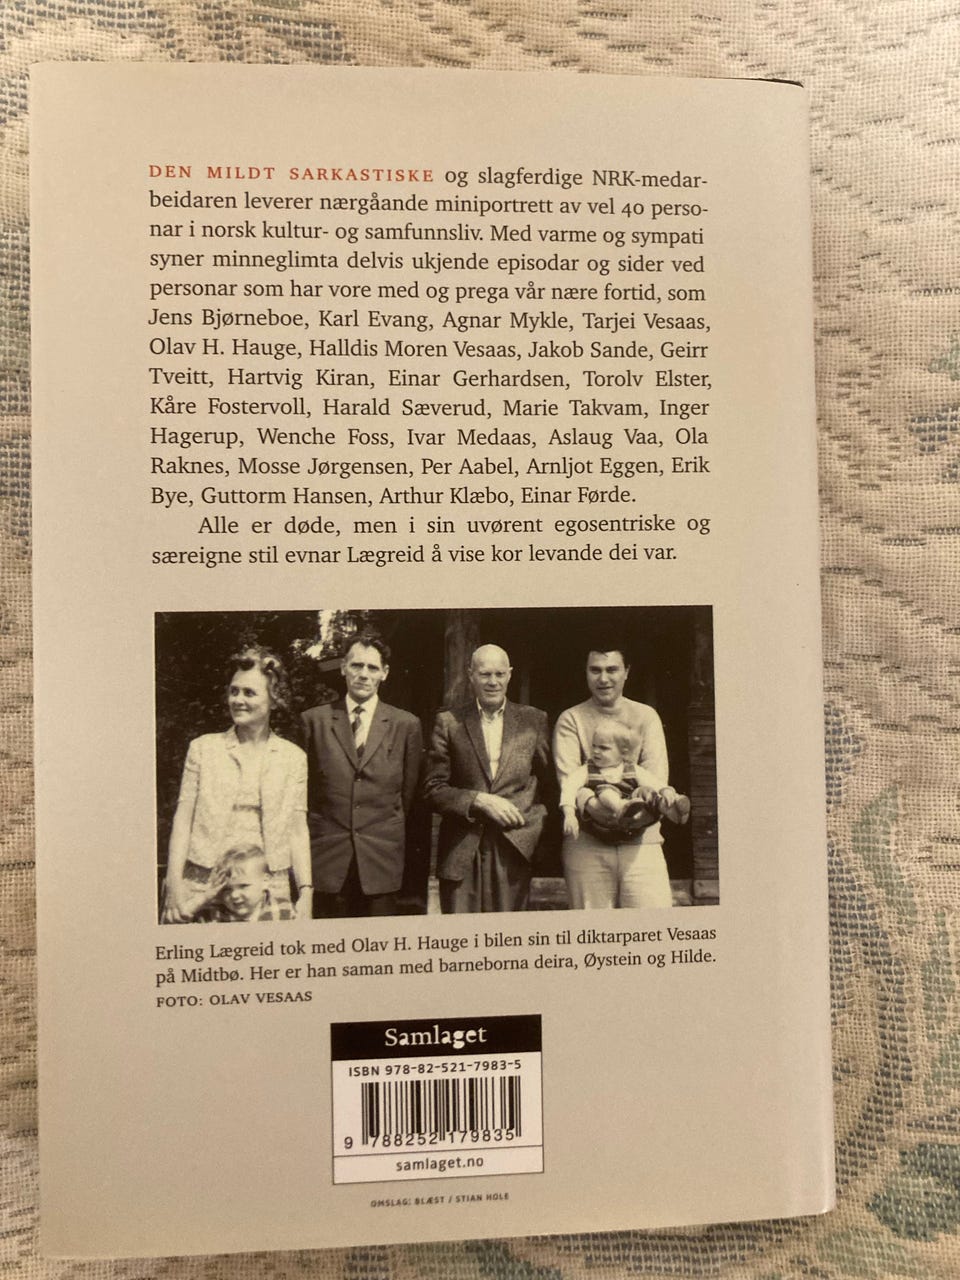 DEN MILDT SARKASTISKE og slagferdige NRK-medar-
beidaren leverer nærgåande miniportrett av vel 40 perso-
nar i norsk kultur- og samfunnsliv. Med varme og sympati
syner minneglimta delvis ukjende episodar og sider ved
personar som har vore med og prega vår nære fortid, som
Jens Bjørneboe, Karl Evang, Agnar Mykle, Tarjei Vesaas,
Olav H. Hauge, Halldis Moren Vesaas, Jakob Sande, Geirr
Tveitt, Hartvig Kiran, Einar Gerhardsen, Torolv Elster,
Kåre Fostervoll, Harald Sæverud, Marie Takvam, Inger
Hagerup, Wenche Foss, Ivar Medaas, Aslaug Vaa, Ola
Raknes, Mosse Jørgensen, Per Aabel, Arnljot Eggen, Erik
Bye, Guttorm Hansen, Arthur Klæbo, Einar Førde.
Alle er døde, men i sin uvørent egosentriske og
særeigne stil evnar Lægreid å vise kor levande dei var.
Erling Lægreid tok med Olav H. Hauge i bilen sin til diktarparet Vesaas
på Midtbø. Her er han saman med barneborna deira, Øystein og Hilde.
FOTO: OLAV VESAAS
Samlaget
ISBN 978-82-521-7983-5
9 788252 179835
samlaget.no
OMSLAG: BLÆST / STIAN HOLE